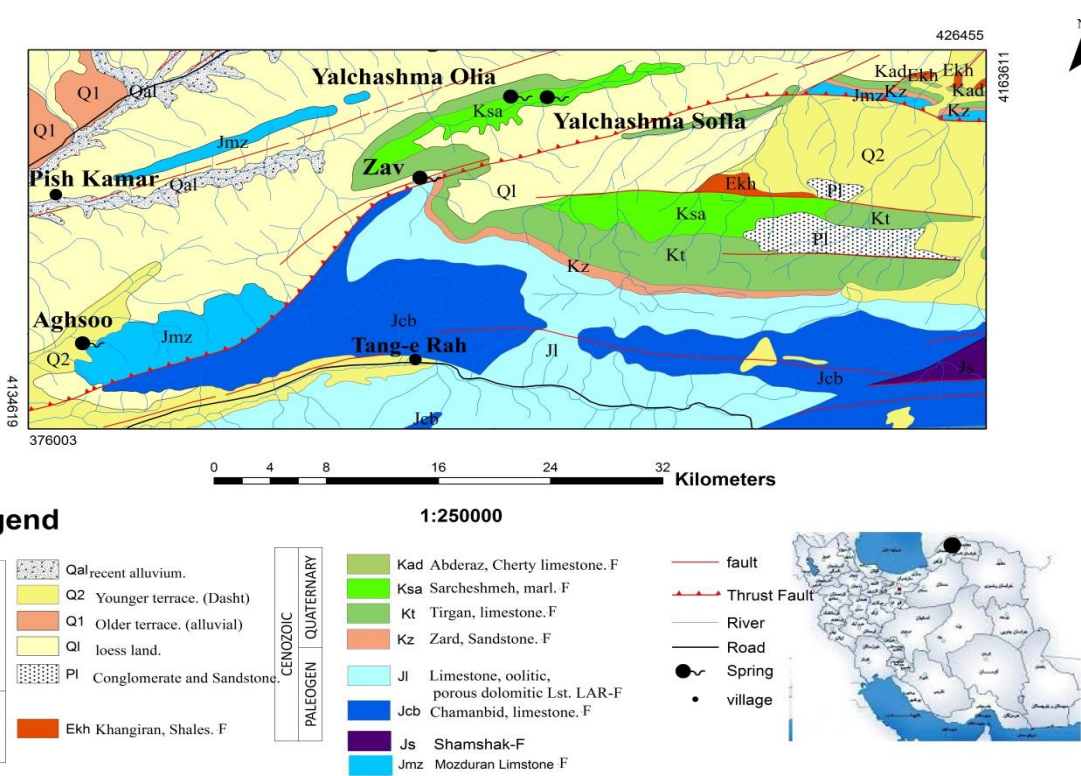 N
426455
4163611
Yalchashma Olia
Kad
Ekh
Ekh
Q1
Qal
Ksa
Jmz
Kz
Kad
Yalchashma Sofla
Kz
Q1
Jmz
Zav
Q2
Pish Kamar
Qal
Ql
Ekh
Pl
Ksa
Kt
Pl
Kt
Kz
Aghsoo
Jmz
Jcb
Tang-e Rah
Jl
Q2
Jcb
Js
Jcb
4134619
376003
0 4 8 16 24 32
Kilometers
gend
1:250000
Qal recent alluvium.
Q2 Younger terrace. (Dasht)
Q1 Older terrace. (alluvial)
Ql loess land.
Pl Conglomerate and Sandstone.
Ekh Khangiran, Shales. F
CENOZOIC
QUATERNARY
PALEOGEN
Kad Abderaz, Cherty limestone. F
Ksa Sarcheshmeh, marl. F
Kt Tirgan, limestone. F
Kz Zard, Sandstone. F
Jl Limestone, oolitic,
porous dolomitic Lst. LAR-F
Jcb Chamanbid, limestone. F
Js Shamshak-F
Jmz Mozduran Limstone F
fault
Thrust Fault
River
Road
Spring
village